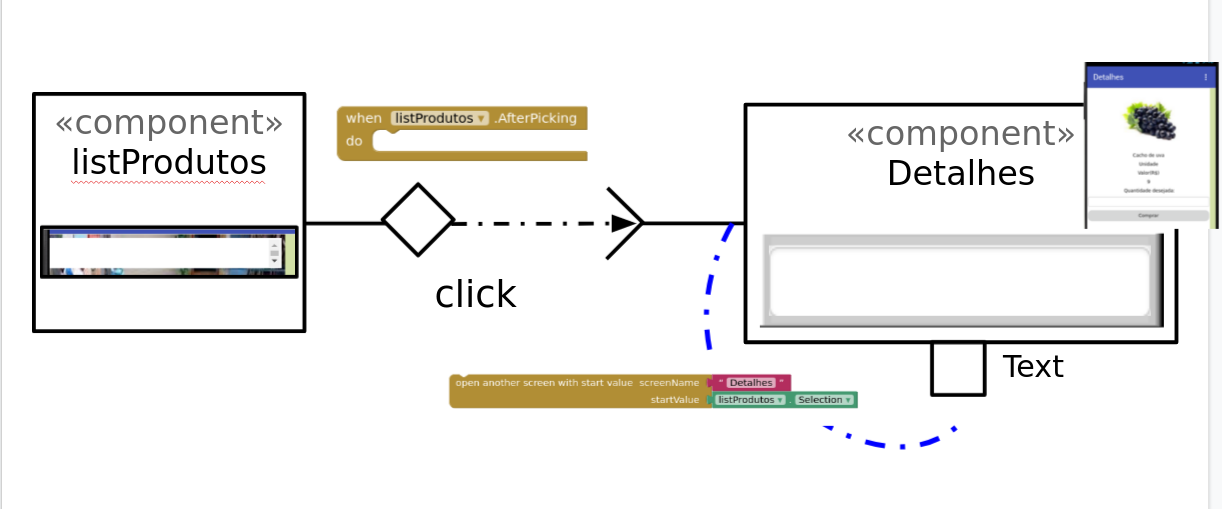 «component»
listProdutos
when listProdutos .AfterPicking
do
click
«component»
Detalhes
Detalhes
Cacho de uva
Unidade
Valor(R$)
Quantidade desejada
Comprar
Text
open another screen with start value screenName " Detalhes "
startValue listProdutos . Selection